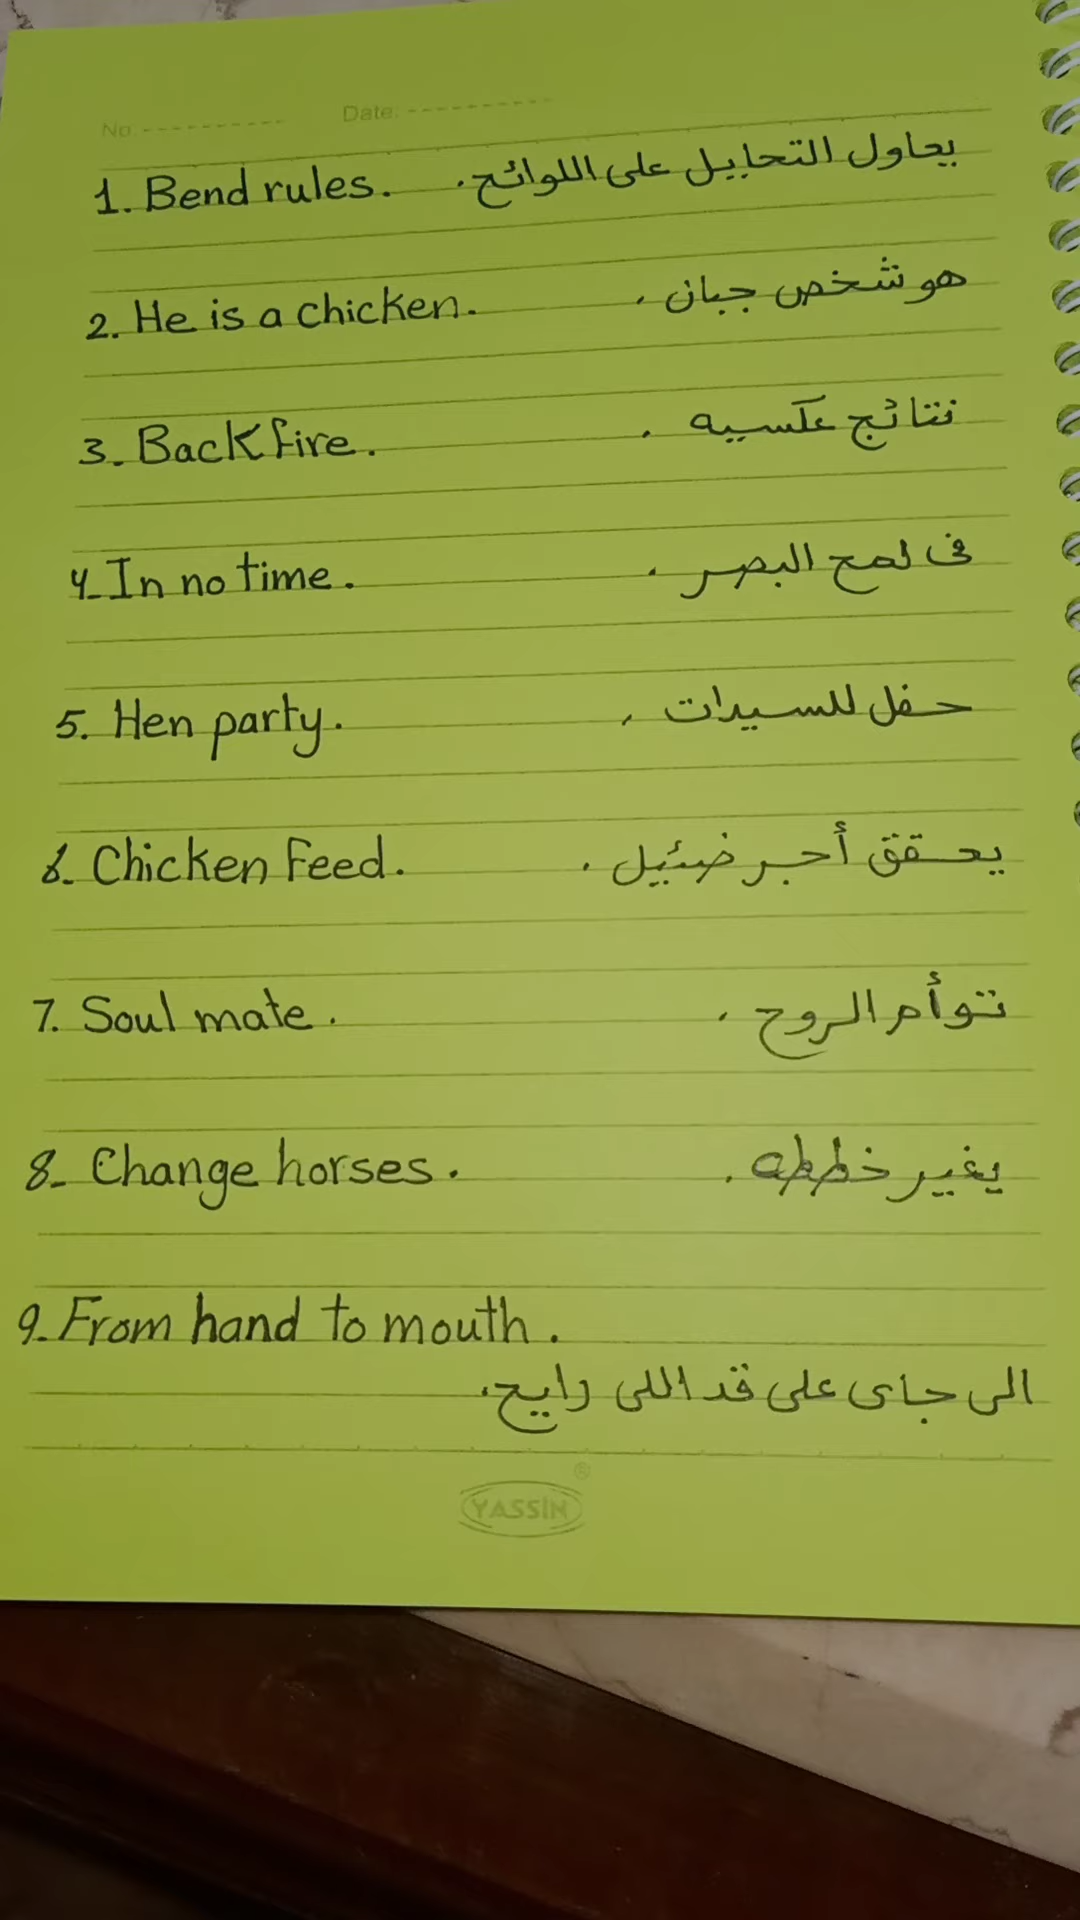 No: Date:
1. Bend rules. يحاول التحايل على اللوائح.
2. He is a chicken. هو شخص جبان.
3. Back fire. نتائج عكسيه.
4- In no time. فى لمح البصر.
5. Hen party. حفل للسيدات.
6- Chicken Feed. يحقق أجر ضئيل.
7. Soul mate. توأم الروح.
8- Change horses. يغير خططه.
9- From hand to mouth.
الى جاى على قد اللى رايح.
YASSIN®